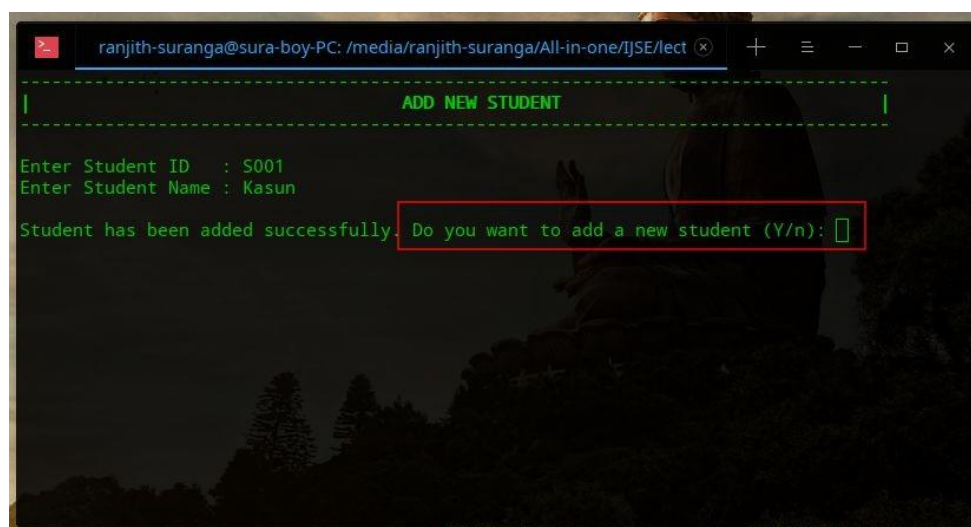 ranjith-suranga@sura-boy-PC: /media/ranjith-suranga/All-in-one/IJSE/lect
--------------------------------------------------------------------------------
|                                ADD NEW STUDENT                                |
--------------------------------------------------------------------------------
Enter Student ID   : S001
Enter Student Name : Kasun
Student has been added successfully. Do you want to add a new student (Y/n):